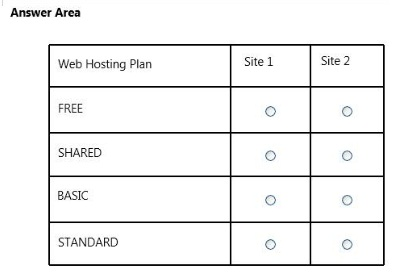 Answer Area
Web Hosting Plan Site 1 Site 2
FREE
SHARED
BASIC
STANDARD